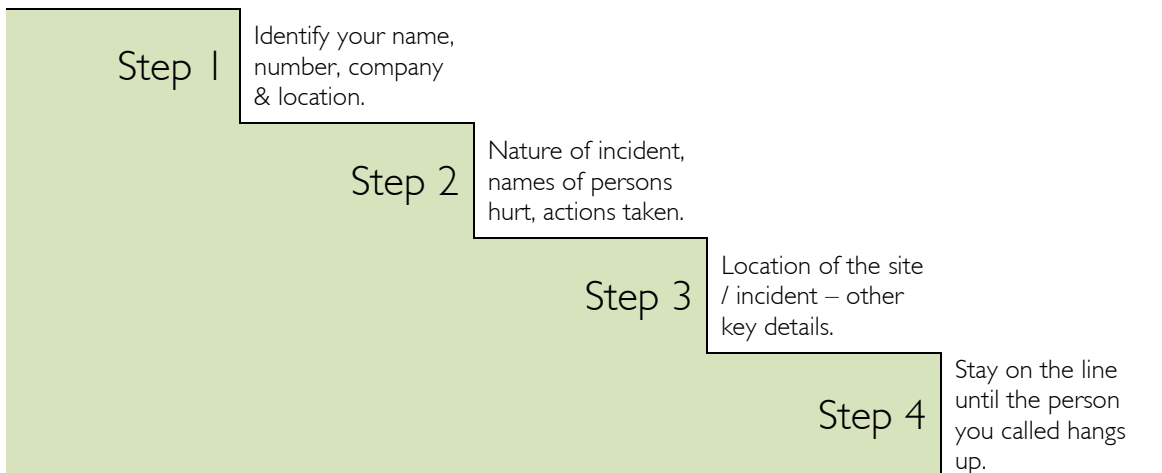 Step 1
Identify your name,
number, company
& location.
Step 2
Nature of incident,
names of persons
hurt, actions taken.
Step 3
Location of the site
/ incident – other
key details.
Step 4
Stay on the line
until the person
you called hangs
up.